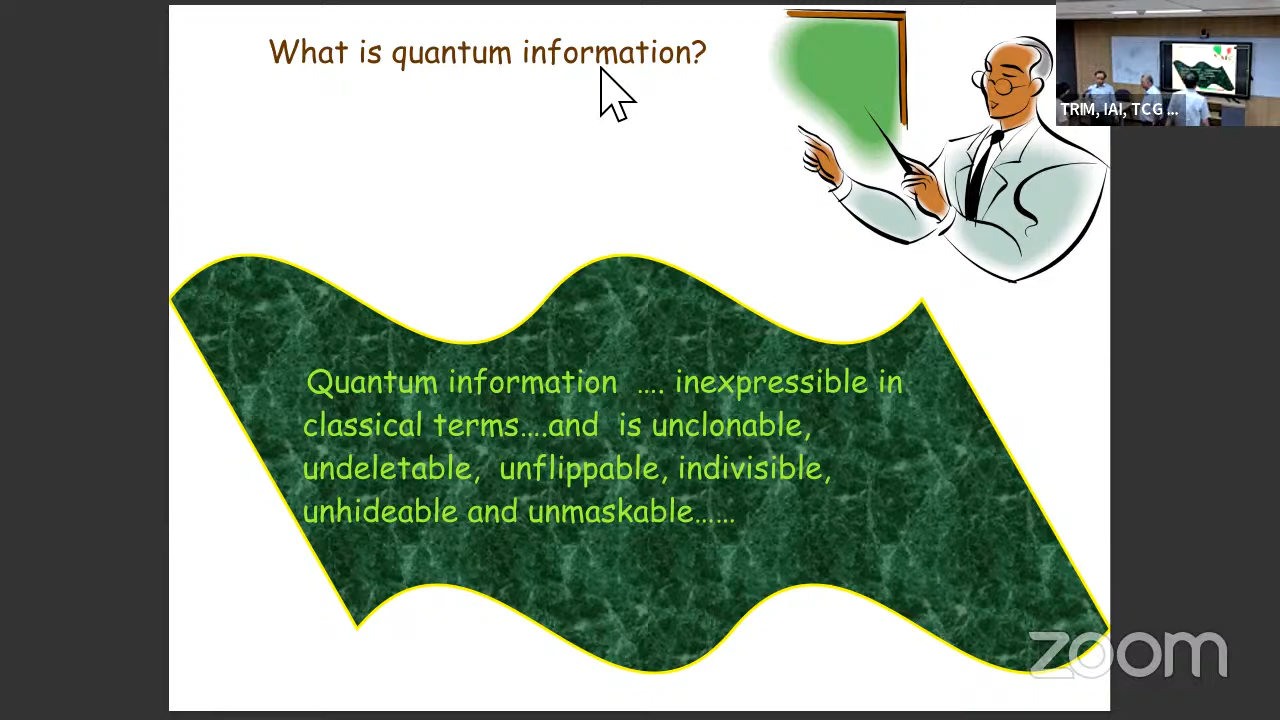 What is quantum information?
TRIM, IAI, TCG ...
Quantum information .... inexpressible in
classical terms....and is unclonable,
undeletable, unflippable, indivisible,
unhideable and unmaskable......
zoom